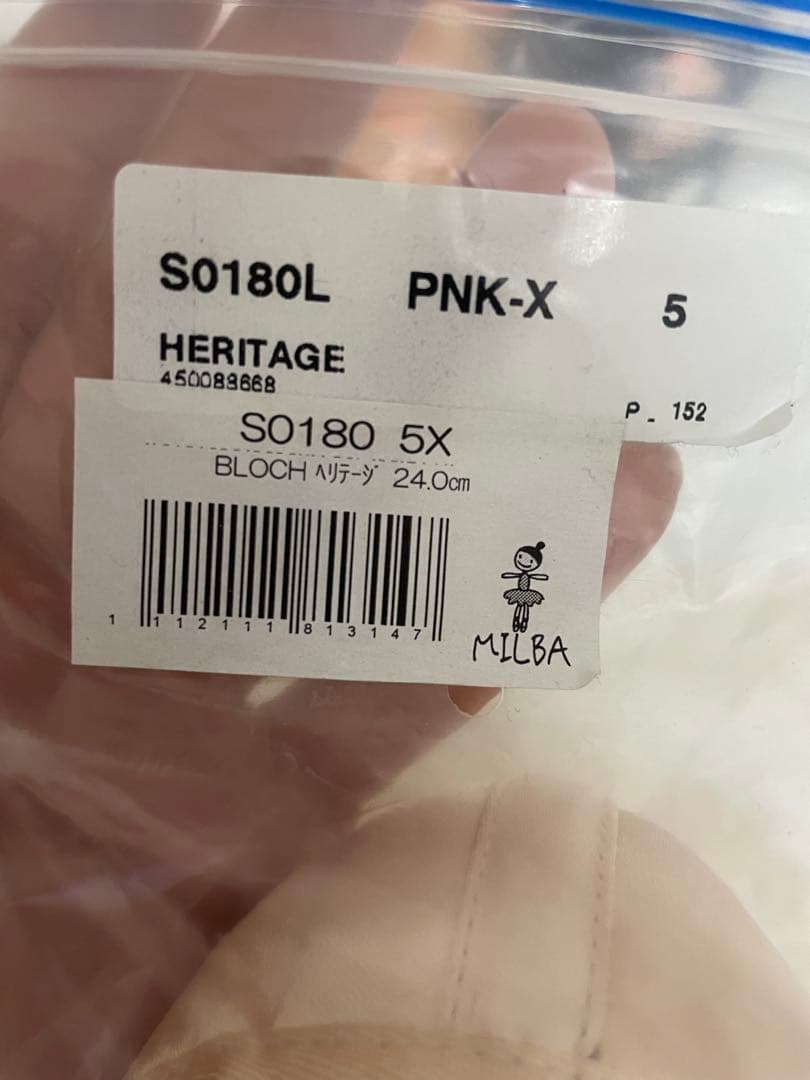 S0180L PNK-X 5
HERITAGE
450083668
P_ 152
S0180 5X
BLOCH ヘリテージ 24.0cm
1 112111 813147
MILBA